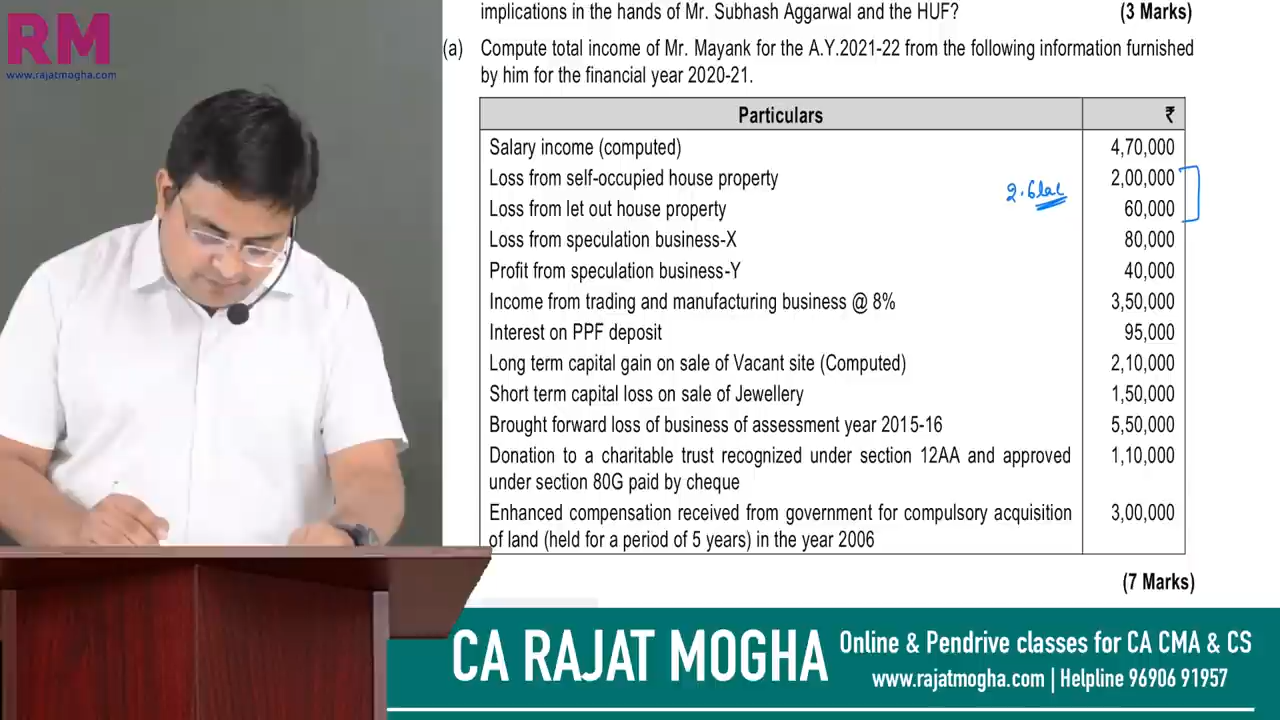 RM
www.rajatmogha.com
implications in the hands of Mr. Subhash Aggarwal and the HUF? (3 Marks)
(a) Compute total income of Mr. Mayank for the A.Y.2021-22 from the following information furnished
by him for the financial year 2020-21.
Particulars ₹
Salary income (computed) 4,70,000
Loss from self-occupied house property 2,00,000
2.6 lac
Loss from let out house property 60,000
Loss from speculation business-X 80,000
Profit from speculation business-Y 40,000
Income from trading and manufacturing business @ 8% 3,50,000
Interest on PPF deposit 95,000
Long term capital gain on sale of Vacant site (Computed) 2,10,000
Short term capital loss on sale of Jewellery 1,50,000
Brought forward loss of business of assessment year 2015-16 5,50,000
Donation to a charitable trust recognized under section 12AA and approved 1,10,000
under section 80G paid by cheque
Enhanced compensation received from government for compulsory acquisition 3,00,000
of land (held for a period of 5 years) in the year 2006
(7 Marks)
CA RAJAT MOGHA
Online & Pendrive classes for CA CMA & CS
www.rajatmogha.com | Helpline 96906 91957